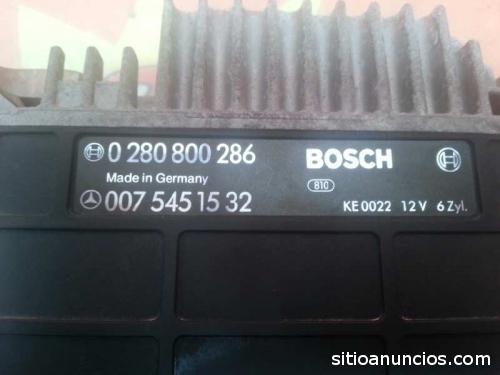 0 280 800 286
BOSCH
Made in Germany
810
007 545 15 32
KE 0022 12 V 6 Zyl.
sitioanuncios.com